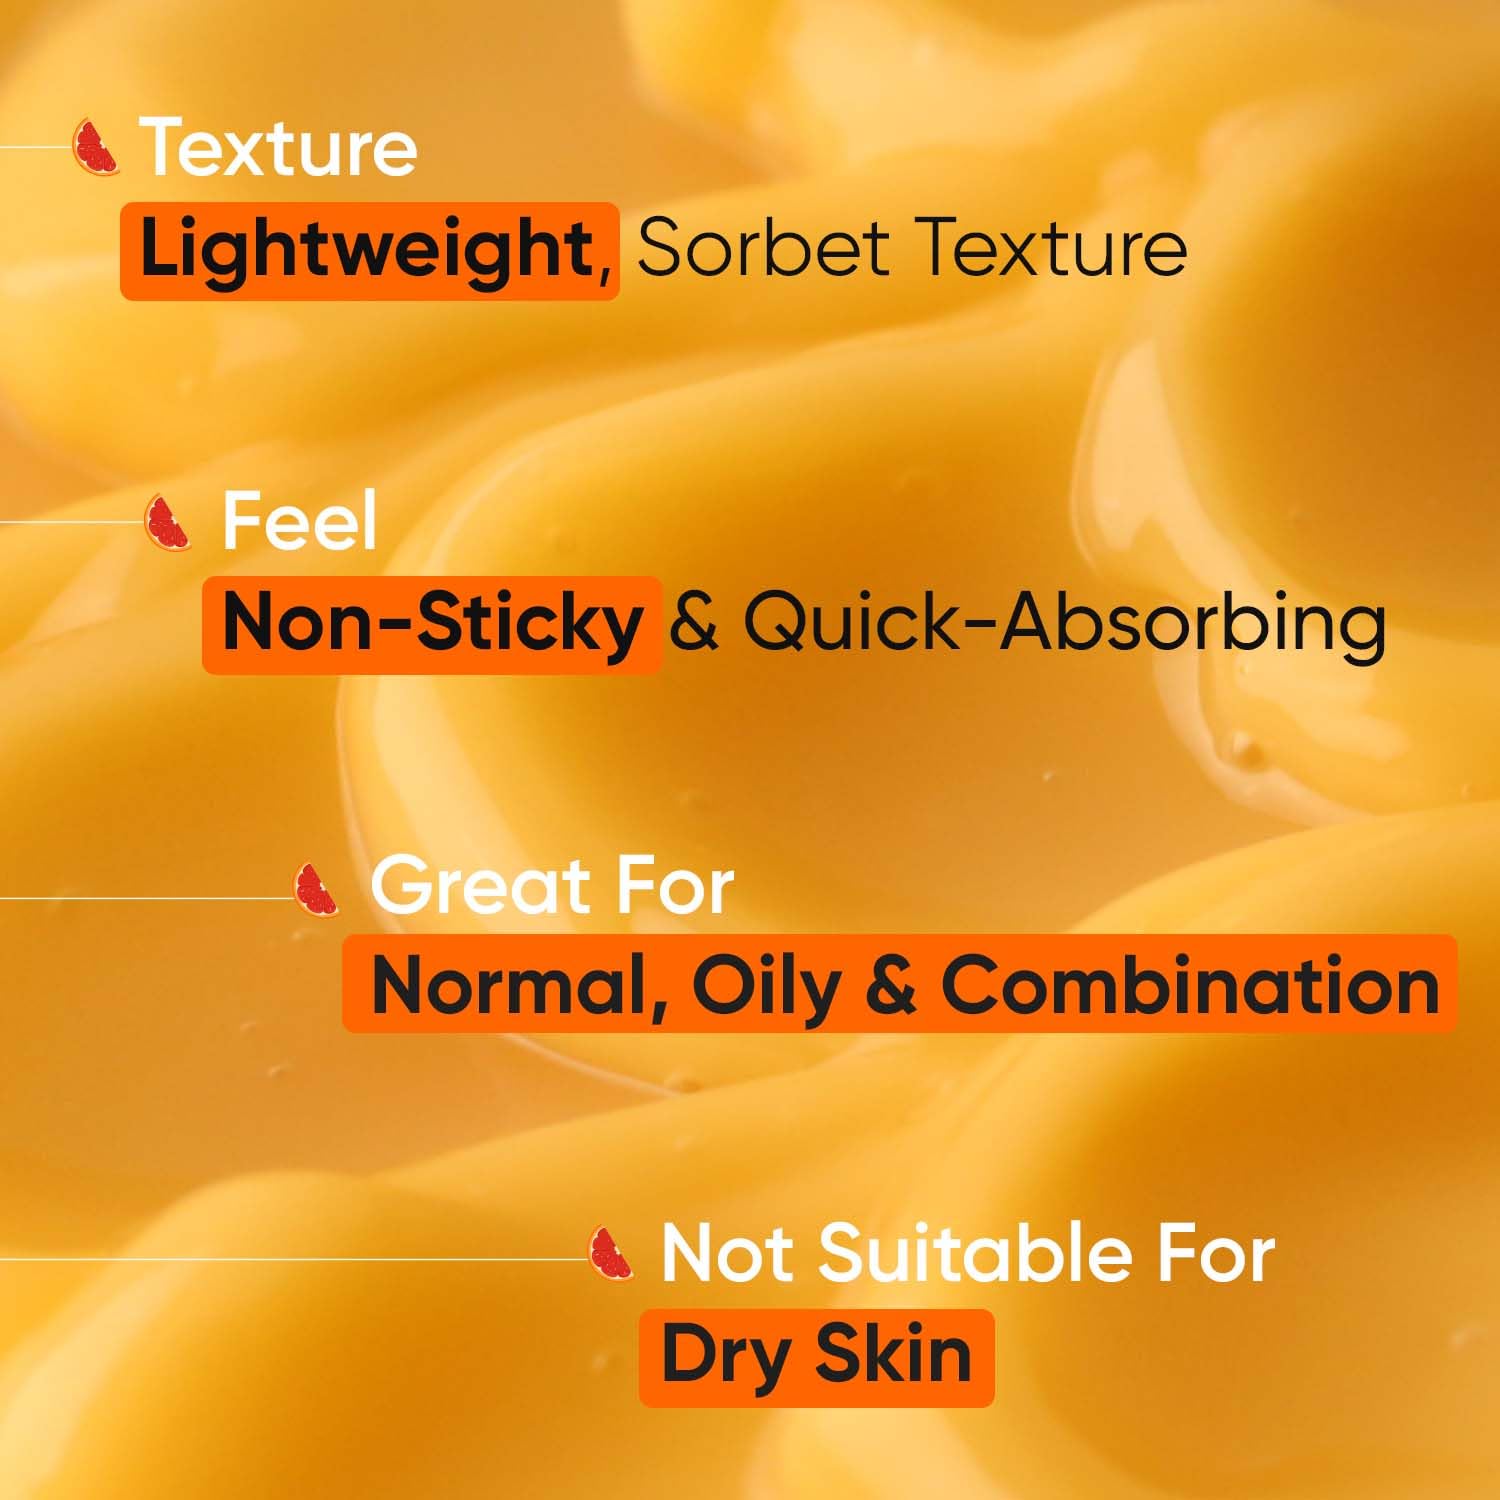 Texture
Lightweight, Sorbet Texture
Feel
Non-Sticky & Quick-Absorbing
Great For
Normal, Oily & Combination
Not Suitable For
Dry Skin